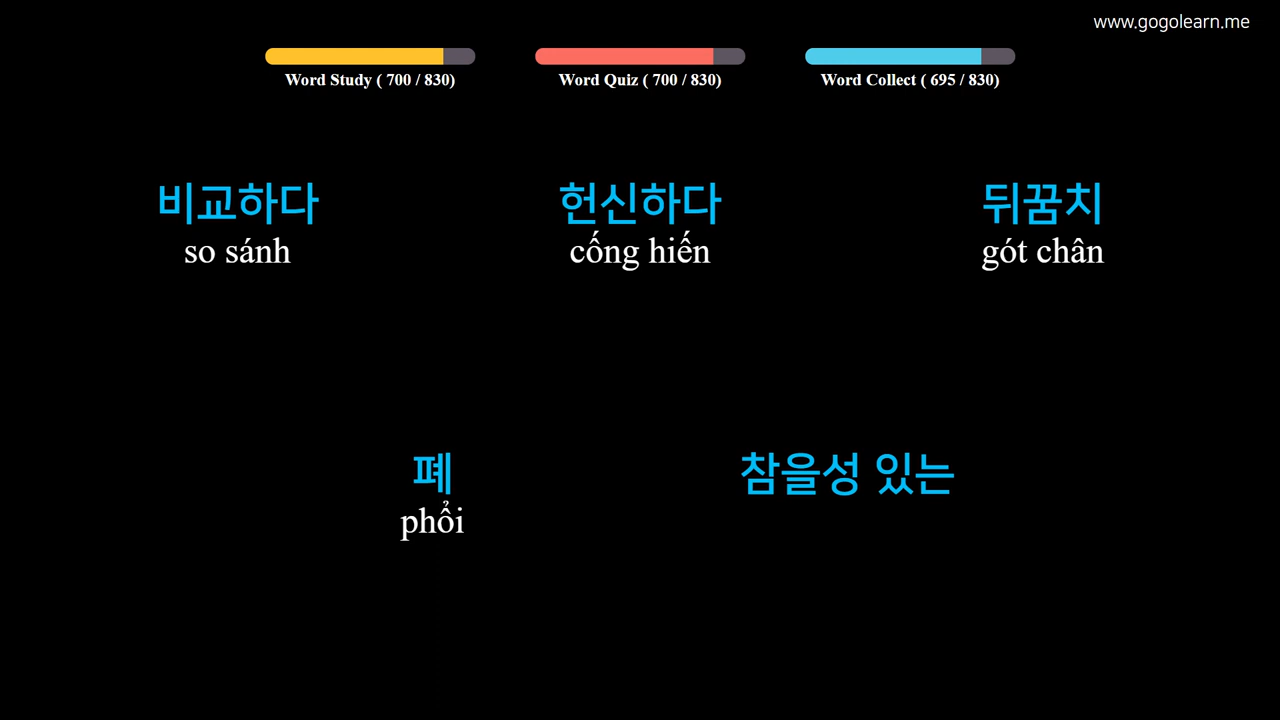 www.gogolearn.me
Word Study ( 700 / 830)
Word Quiz ( 700 / 830)
Word Collect ( 695 / 830)
비교하다
so sánh
헌신하다
cống hiến
뒤꿈치
gót chân
폐
phổi
참을성 있는